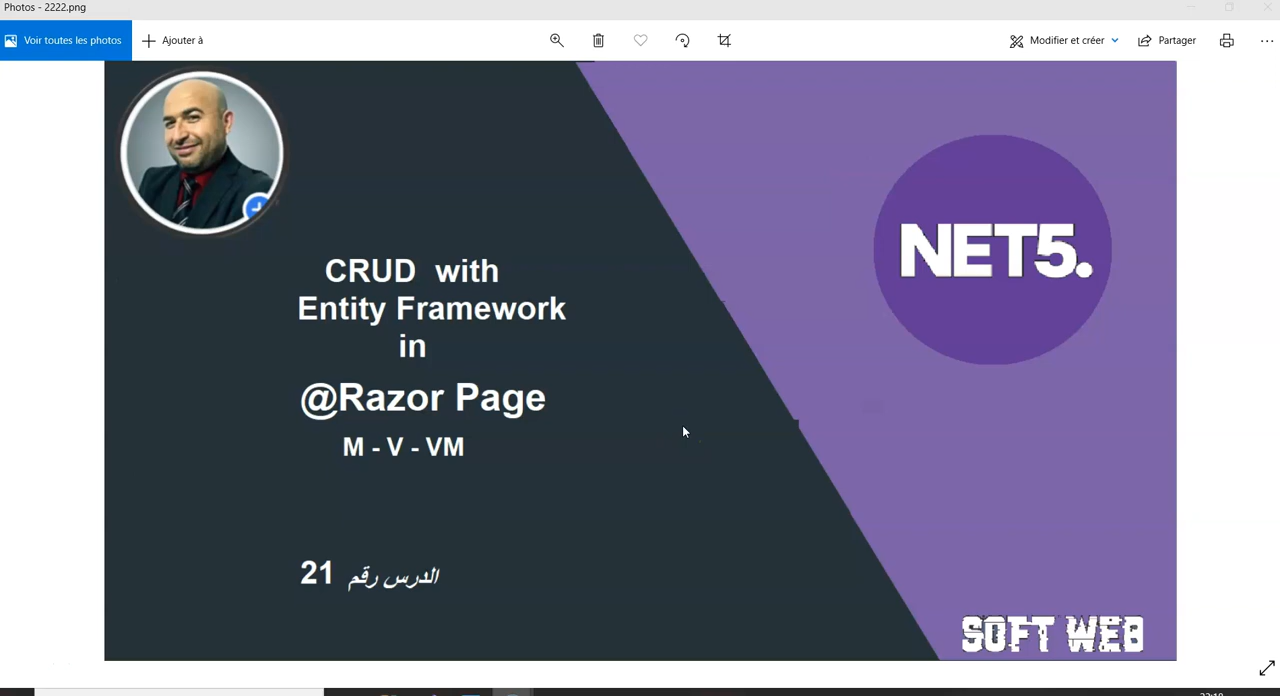 Photos - 2222.png
Voir toutes les photos
Ajouter à
Modifier et créer
Partager
CRUD with
Entity Framework
in
@Razor Page
M - V - VM
الدرس رقم 21
NET5.
SOFT WEB